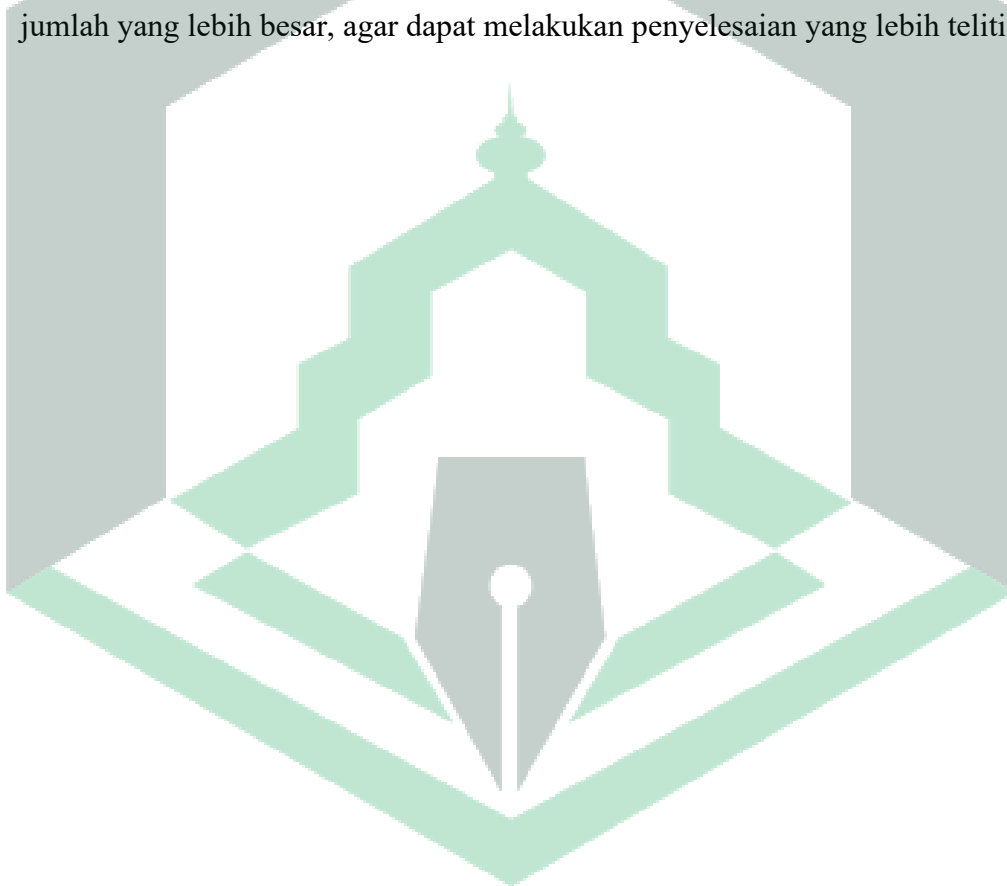 jumlah yang lebih besar, agar dapat melakukan penyelesaian yang lebih teliti